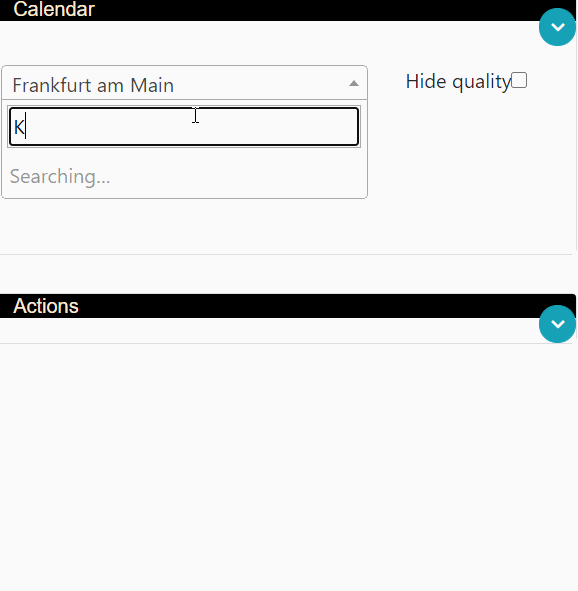 Calendar
Frankfurt am Main
Hide quality
K
Searching...
Actions